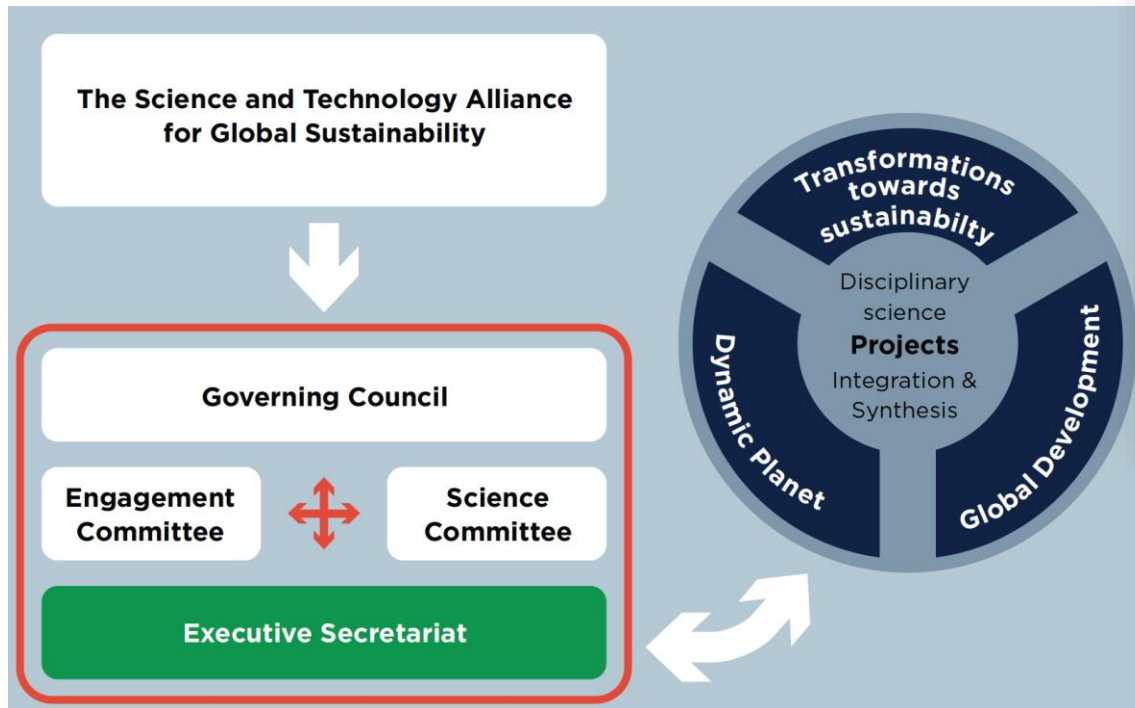 The Science and Technology Alliance
for Global Sustainability
Governing Council
Engagement
Committee
Science
Committee
Executive Secretariat
Transformations
towards
sustainabilty
Disciplinary
science
Projects
Integration &
Synthesis
Dynamic Planet
Global Development